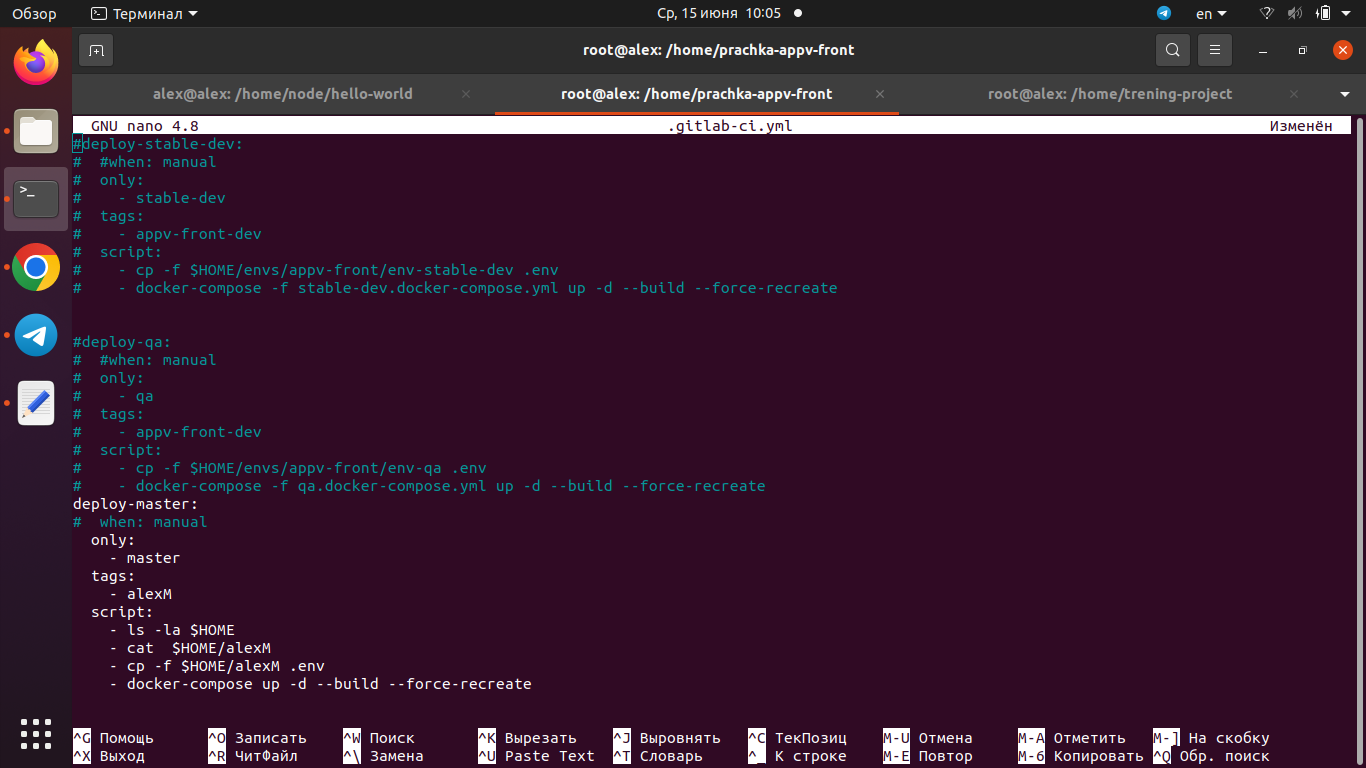 Обзор
Терминал
Ср, 15 июня 10:05
en
root@alex: /home/prachka-appv-front
alex@alex: /home/node/hello-world
root@alex: /home/prachka-appv-front
root@alex: /home/trening-project
GNU nano 4.8 .gitlab-ci.yml Изменён
#deploy-stable-dev:
#  #when: manual
#  only:
#    - stable-dev
#  tags:
#    - appv-front-dev
#  script:
#    - cp -f $HOME/envs/appv-front/env-stable-dev .env
#    - docker-compose -f stable-dev.docker-compose.yml up -d --build --force-recreate
#deploy-qa:
#  #when: manual
#  only:
#    - qa
#  tags:
#    - appv-front-dev
#  script:
#    - cp -f $HOME/envs/appv-front/env-qa .env
#    - docker-compose -f qa.docker-compose.yml up -d --build --force-recreate
deploy-master:
#  when: manual
  only:
    - master
  tags:
    - alexM
  script:
    - ls -la $HOME
    - cat  $HOME/alexM
    - cp -f $HOME/alexM .env
    - docker-compose up -d --build --force-recreate
^G Помощь ^O Записать ^W Поиск ^K Вырезать ^J Выровнять ^C ТекПозиц M-U Отмена M-A Отметить M-] На скобку
^X Выход ^R ЧитФайл ^\ Замена ^U Paste Text ^T Словарь ^_ К строке M-E Повтор M-6 Копировать ^Q Обр. поиск